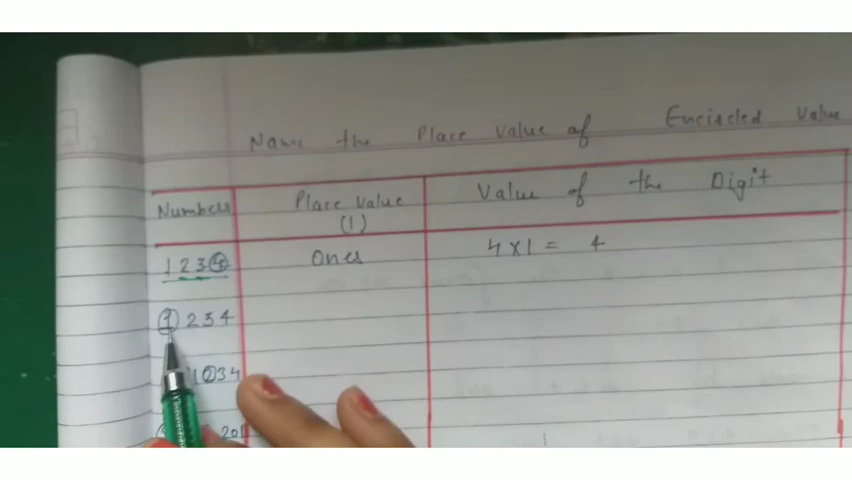 Name the Place Value of Encircled Value
Numbers Place Value Value of the Digit
(1)
1234 Ones 4 x 1 = 4
1234
1234
201